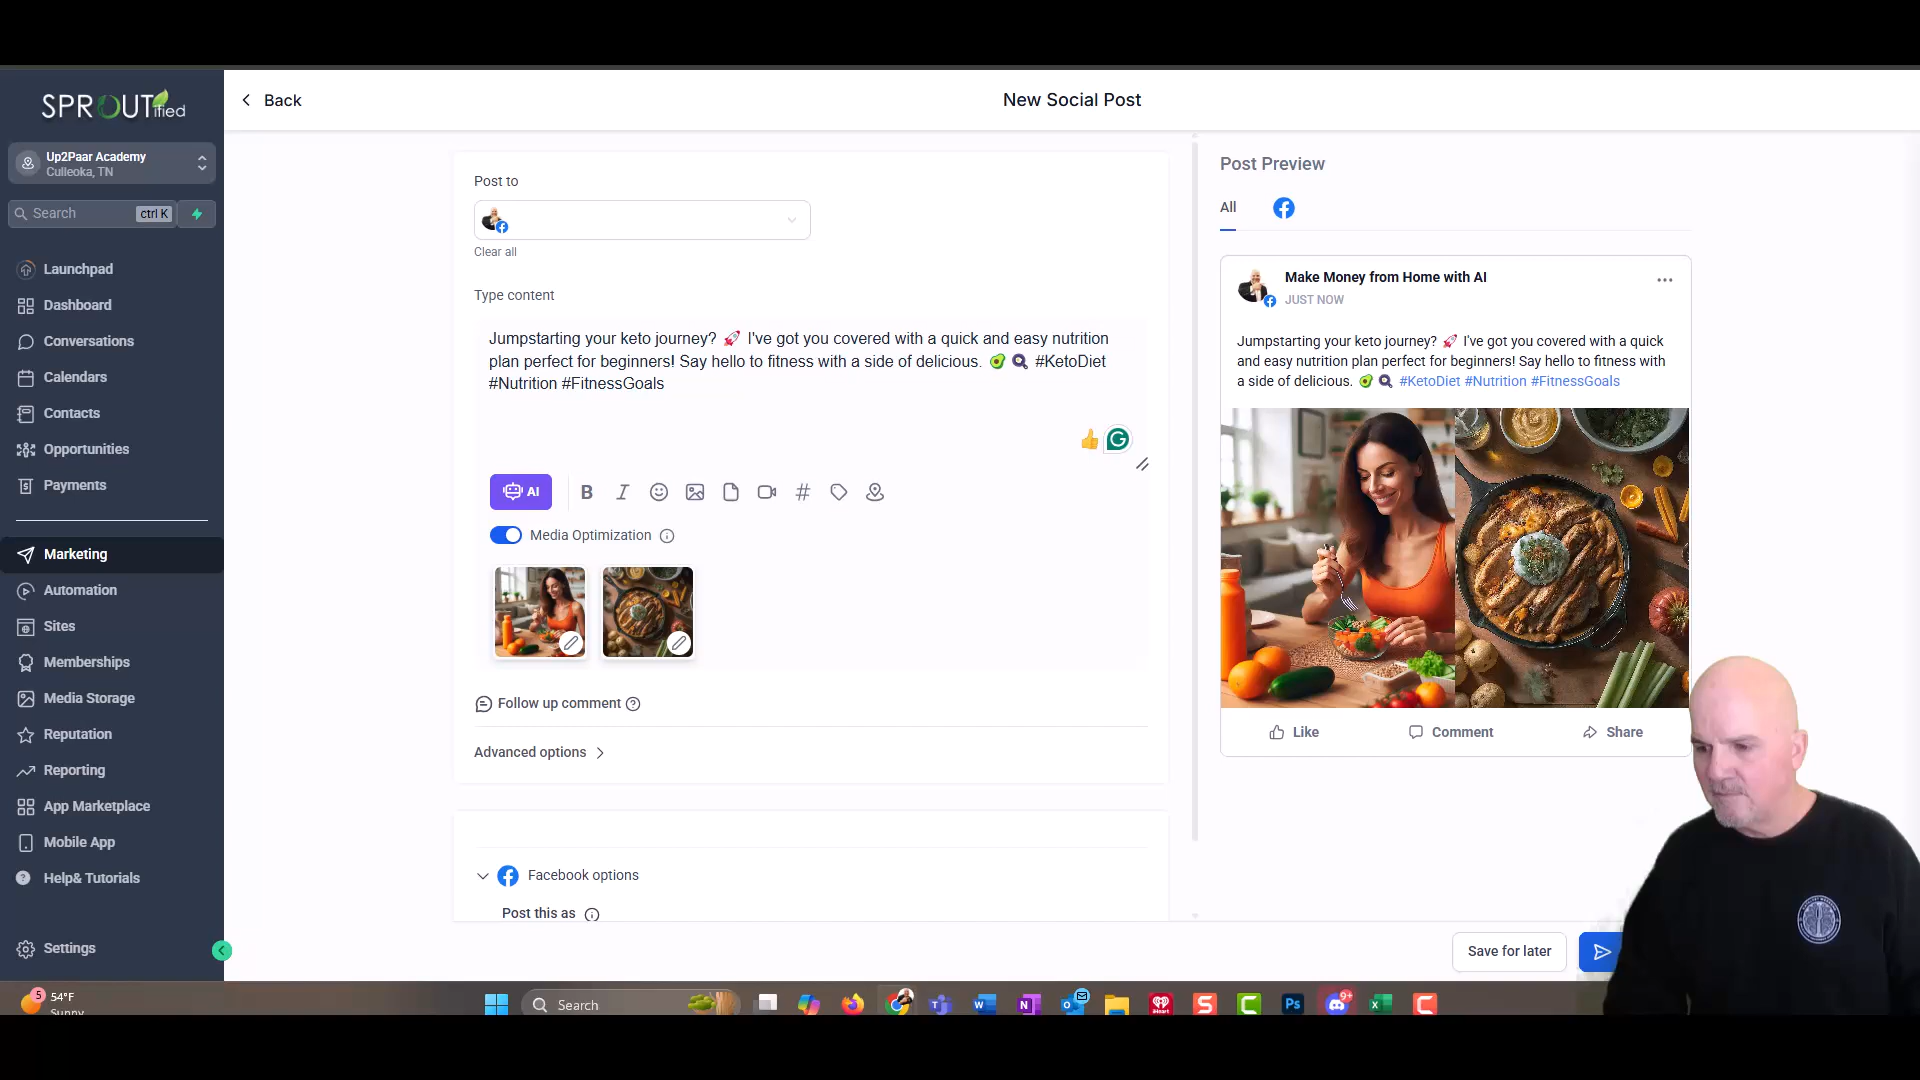 SPROUTified
Up2Paar Academy
Culleoka, TN
Search
ctrl K
Launchpad
Dashboard
Conversations
Calendars
Contacts
Opportunities
Payments
Marketing
Automation
Sites
Memberships
Media Storage
Reputation
Reporting
App Marketplace
Mobile App
Help& Tutorials
Settings
Back
New Social Post
Post to
Clear all
Type content
Jumpstarting your keto journey? 🚀 I've got you covered with a quick and easy nutrition
plan perfect for beginners! Say hello to fitness with a side of delicious. 🥑 🍳 #KetoDiet
#Nutrition #FitnessGoals
AI
B
I
#
Media Optimization
Follow up comment
Advanced options
Facebook options
Post this as
Post Preview
All
Make Money from Home with AI
JUST NOW
Jumpstarting your keto journey? 🚀 I've got you covered with a quick
and easy nutrition plan perfect for beginners! Say hello to fitness with
a side of delicious. 🥑 🍳 #KetoDiet #Nutrition #FitnessGoals
Like
Comment
Share
Save for later
5
54°F
Sunny
Search
iHeart
9+
Ps